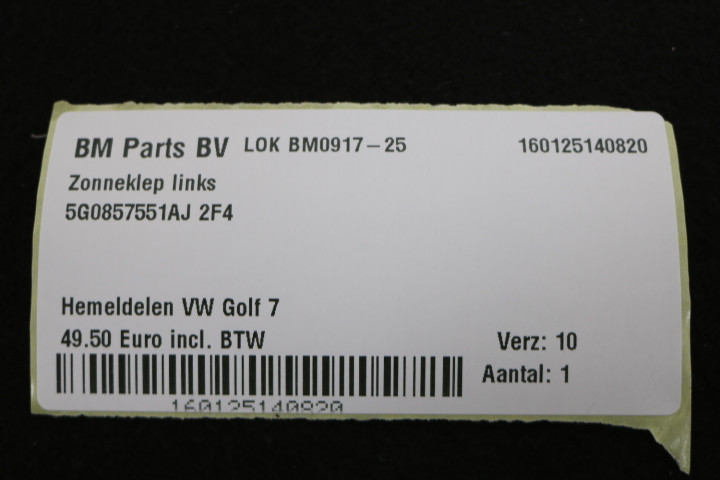 BM Parts BV LOK BM0917-25 160125140820
Zonneklep links
5G0857551AJ 2F4
Hemeldelen VW Golf 7
49.50 Euro incl. BTW Verz: 10
Aantal: 1
160125140820